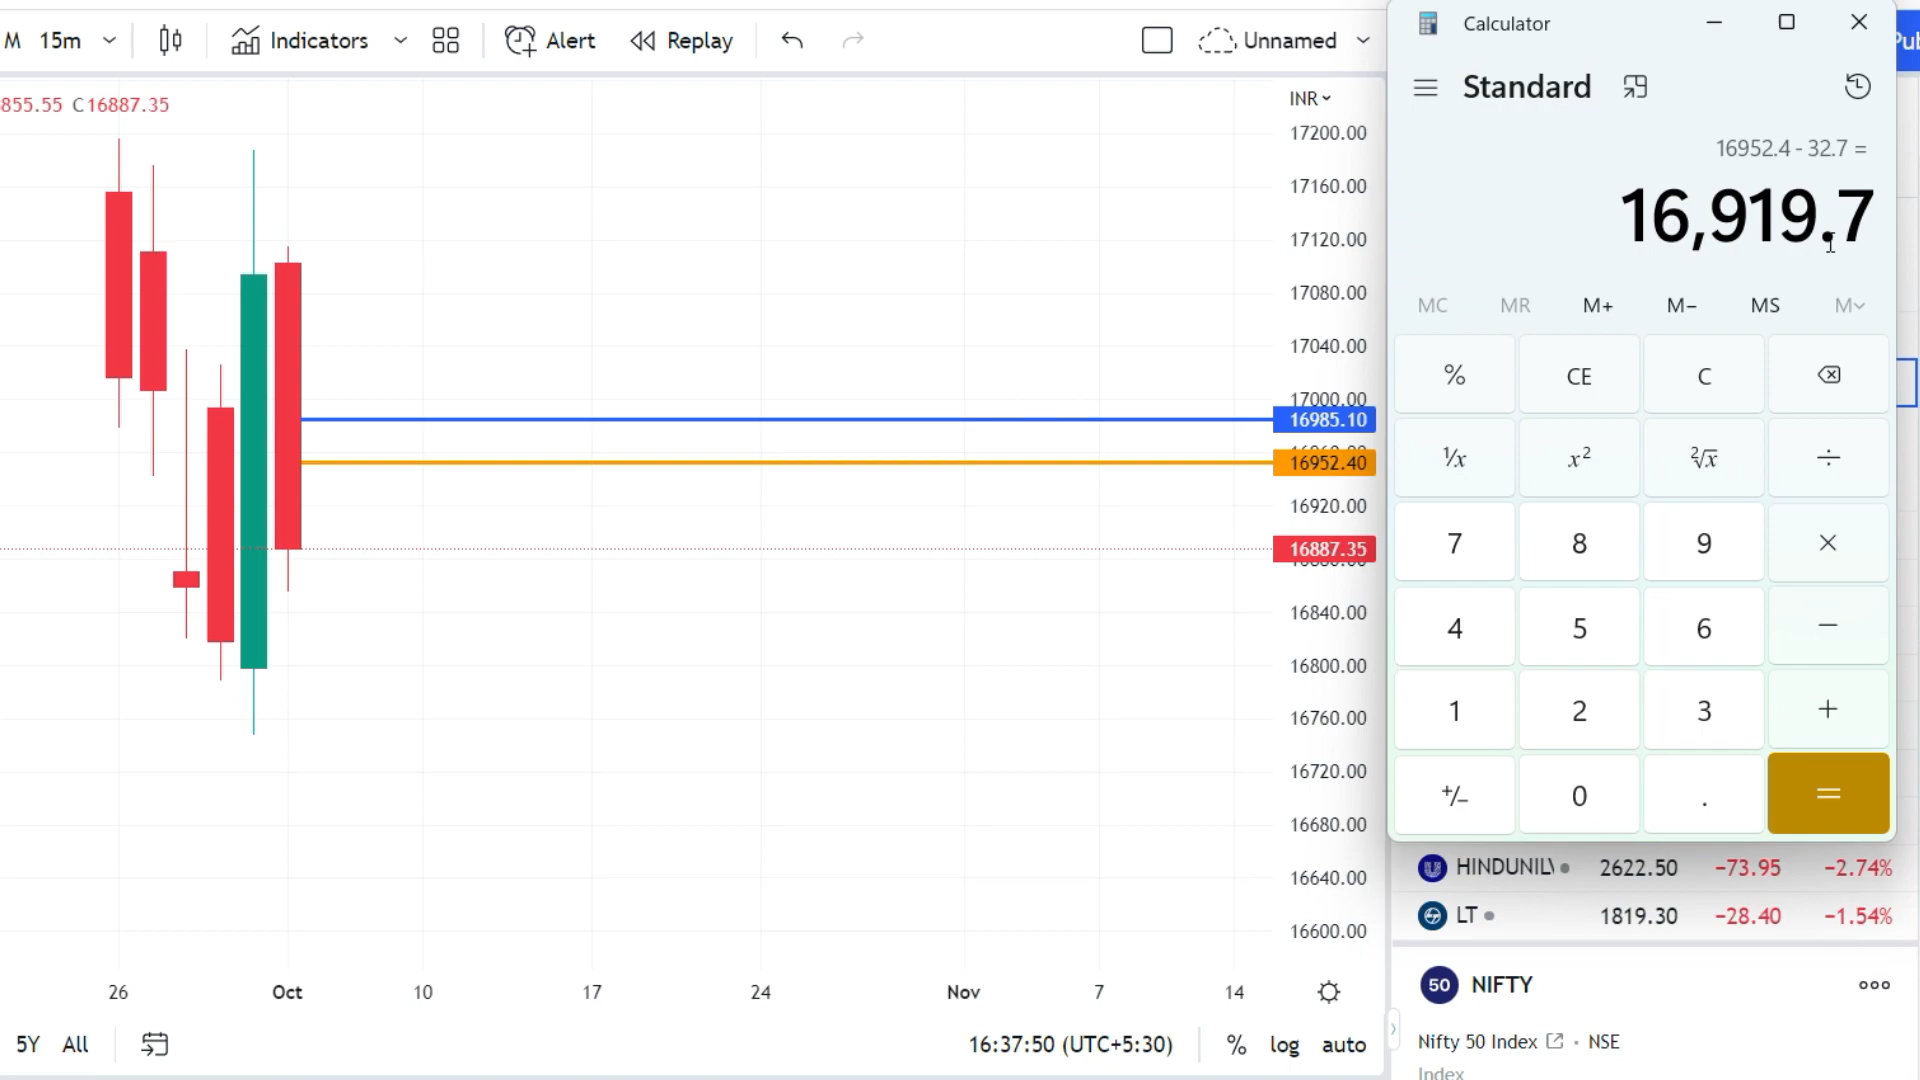 M 15m Indicators Alert Replay Unnamed
855.55 C16887.35
INR
17200.00
17160.00
17120.00
17080.00
17040.00
17000.00
16985.10
16952.40
16920.00
16887.35
16840.00
16800.00
16760.00
16720.00
16680.00
16640.00
16600.00
26 Oct 10 17 24 Nov 7 14
5Y All 16:37:50 (UTC+5:30) % log auto
Calculator
Standard
16952.4 - 32.7 =
16,919.7
MC MR M+ M− MS M
% CE C
¹/x x² ²√x ÷
7 8 9 ×
4 5 6 −
1 2 3 +
+/− 0 . =
HINDUNIL 2622.50 −73.95 −2.74%
LT 1819.30 −28.40 −1.54%
50 NIFTY
Nifty 50 Index · NSE
Index